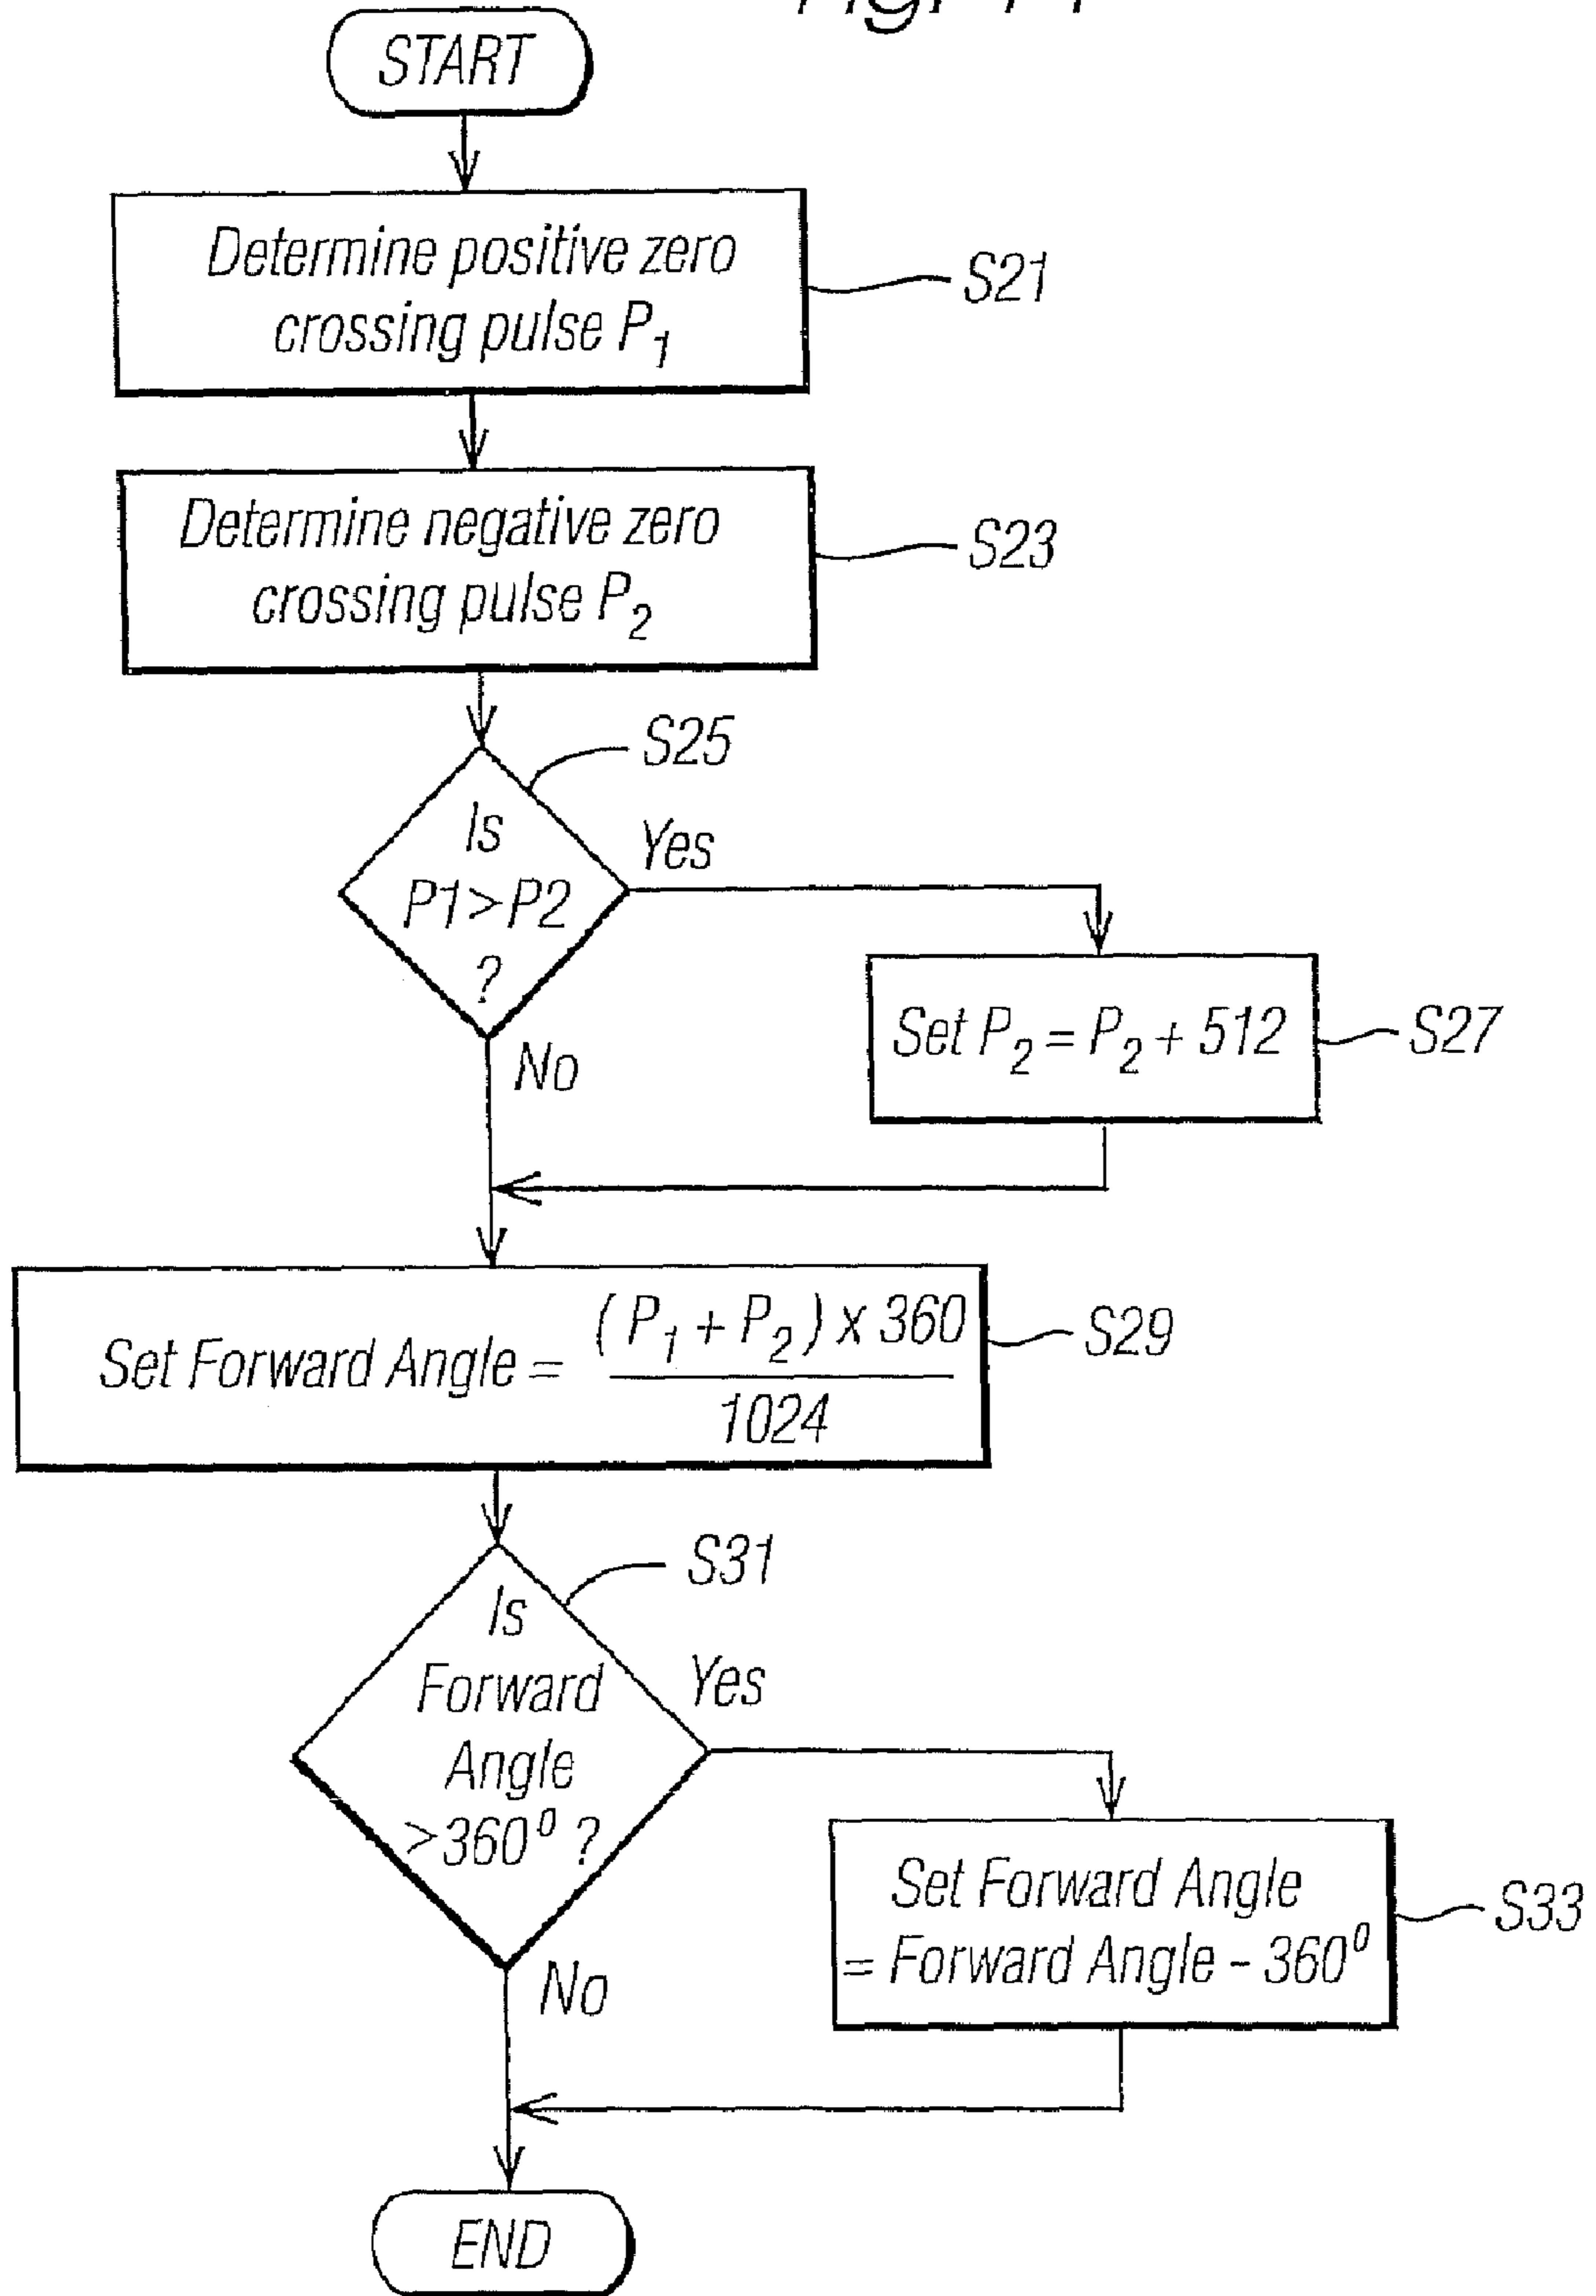 START
Determine positive zero
crossing pulse P₁
S21
Determine negative zero
crossing pulse P₂
S23
S25
Is
P1>P2
?
Yes
No
Set P₂ = P₂ + 512
S27
Set Forward Angle = (P₁ + P₂) x 360
1024
S29
S31
Is
Forward
Angle
>360⁰ ?
Yes
No
Set Forward Angle
= Forward Angle - 360⁰
S33
END